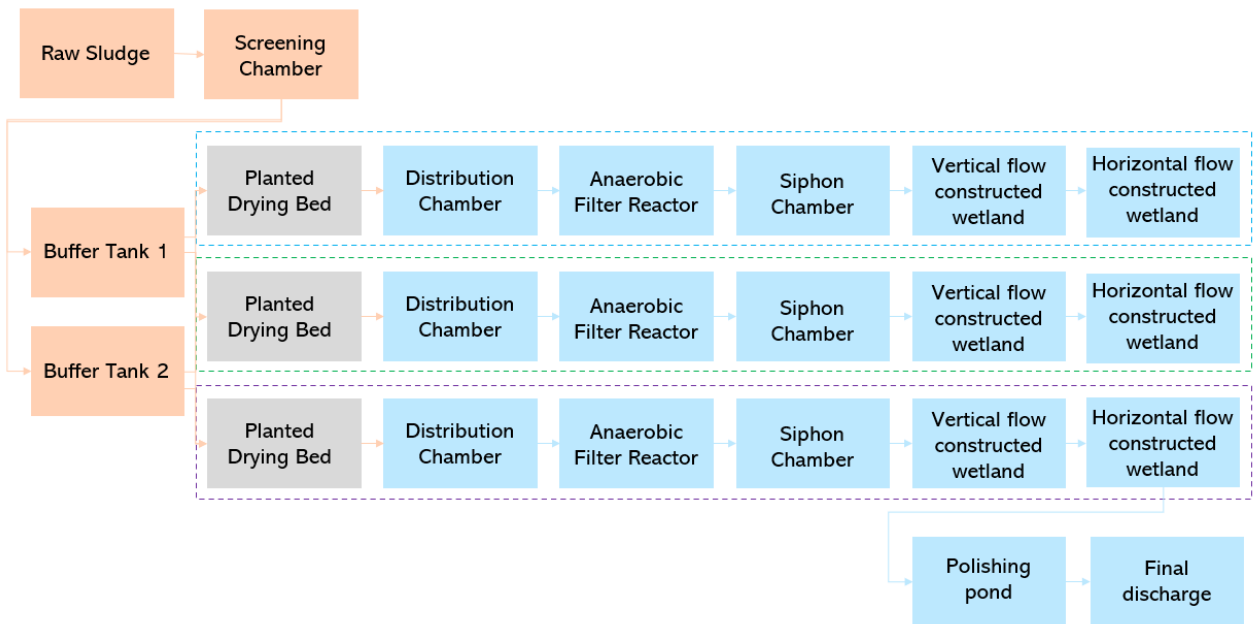 Raw Sludge
Screening
Chamber
Planted
Drying Bed
Distribution
Chamber
Anaerobic
Filter Reactor
Siphon
Chamber
Vertical flow
constructed
wetland
Horizontal flow
constructed
wetland
Buffer Tank 1
Planted
Drying Bed
Distribution
Chamber
Anaerobic
Filter Reactor
Siphon
Chamber
Vertical flow
constructed
wetland
Horizontal flow
constructed
wetland
Buffer Tank 2
Planted
Drying Bed
Distribution
Chamber
Anaerobic
Filter Reactor
Siphon
Chamber
Vertical flow
constructed
wetland
Horizontal flow
constructed
wetland
Polishing
pond
Final
discharge